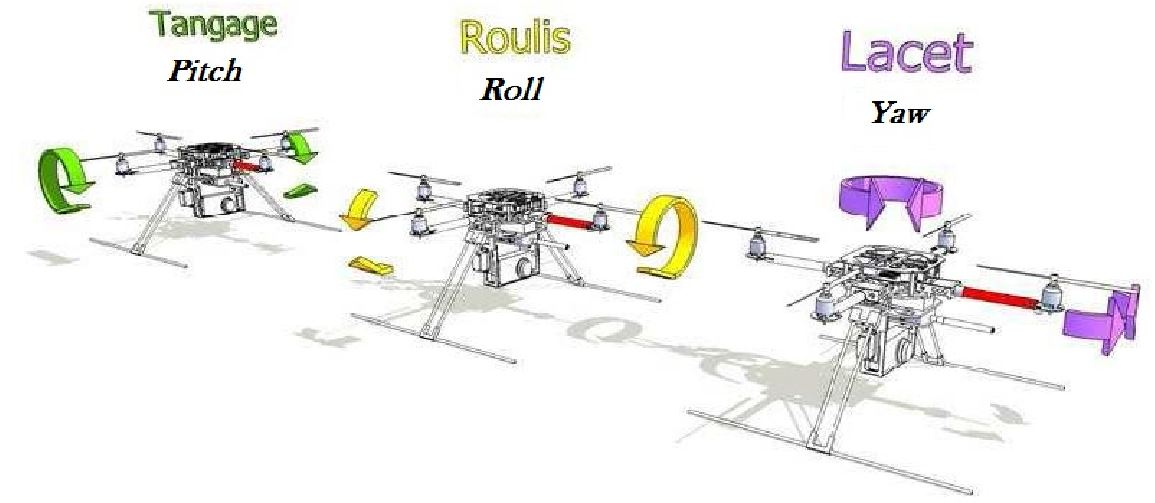 Tangage
Pitch
Roulis
Roll
Lacet
Yaw